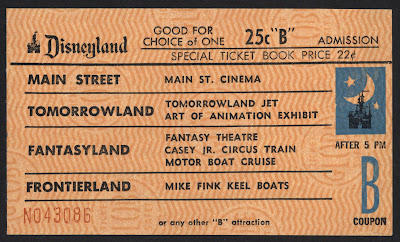 Disneyland
GOOD FOR
CHOICE of ONE
25c "B"
ADMISSION
SPECIAL TICKET BOOK PRICE 22¢
MAIN STREET
MAIN ST. CINEMA
TOMORROWLAND
TOMORROWLAND JET
ART OF ANIMATION EXHIBIT
FANTASYLAND
FANTASY THEATRE
CASEY JR. CIRCUS TRAIN
MOTOR BOAT CRUISE
FRONTIERLAND
MIKE FINK KEEL BOATS
AFTER 5 PM
B
COUPON
NO43086
or any other "B" attraction